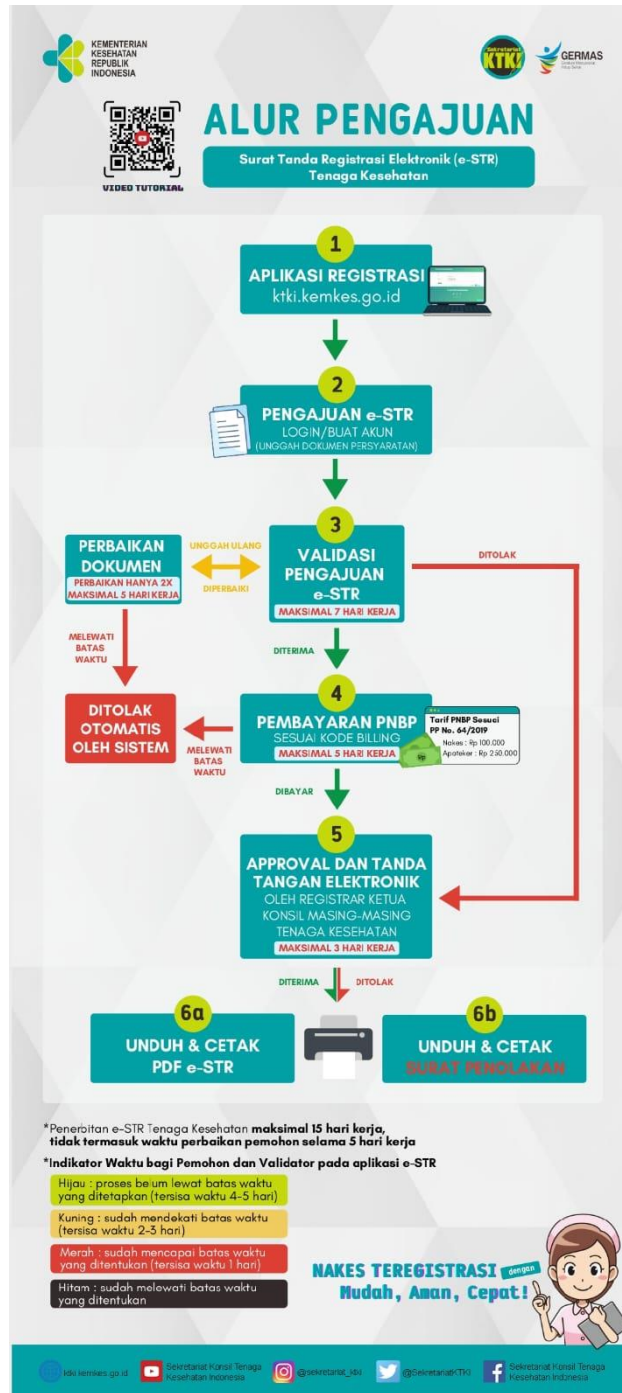 KEMENTERIAN
KESEHATAN
REPUBLIK
INDONESIA
Sekretariat
KTKI
GERMAS
VIDEO TUTORIAL
ALUR PENGAJUAN
Surat Tanda Registrasi Elektronik (e-STR)
Tenaga Kesehatan
1
APLIKASI REGISTRASI
ktki.kemkes.go.id
2
PENGAJUAN e-STR
LOGIN/BUAT AKUN
(UNGGAH DOKUMEN PERSYARATAN)
3
VALIDASI
PENGAJUAN
e-STR
MAKSIMAL 7 HARI KERJA
PERBAIKAN
DOKUMEN
PERBAIKAN HANYA 2X
MAKSIMAL 5 HARI KERJA
UNGGAH ULANG
DIPERBAIKI
DITOLAK
MELEWATI
BATAS
WAKTU
DITERIMA
DITOLAK
OTOMATIS
OLEH SISTEM
MELEWATI
BATAS
WAKTU
4
PEMBAYARAN PNBP
SESUAI KODE BILLING
MAKSIMAL 5 HARI KERJA
Tarif PNBP Sesuai
PP No. 64/2019
Nakes : Rp 100.000
Apoteker : Rp 250.000
Rp
DIBAYAR
5
APPROVAL DAN TANDA
TANGAN ELEKTRONIK
OLEH REGISTRAR KETUA
KONSIL MASING-MASING
TENAGA KESEHATAN
MAKSIMAL 3 HARI KERJA
DITERIMA
DITOLAK
6a
UNDUH & CETAK
PDF e-STR
6b
UNDUH & CETAK
SURAT PENOLAKAN
*Penerbitan e-STR Tenaga Kesehatan maksimal 15 hari kerja,
tidak termasuk waktu perbaikan pemohon selama 5 hari kerja
*Indikator Waktu bagi Pemohon dan Validator pada aplikasi e-STR
Hijau : proses belum lewat batas waktu
yang ditetapkan (tersisa waktu 4-5 hari)
Kuning : sudah mendekati batas waktu
(tersisa waktu 2-3 hari)
Merah : sudah mencapai batas waktu
yang ditentukan (tersisa waktu 1 hari)
Hitam : sudah melewati batas waktu
yang ditentukan
NAKES TEREGISTRASI dengan
Mudah, Aman, Cepat!
ktki.kemkes.go.id
Sekretariat Konsil Tenaga
Kesehatan Indonesia
@sekretariat_ktki
@SekretariatKTKI
Sekretariat Konsil Tenaga
Kesehatan Indonesia